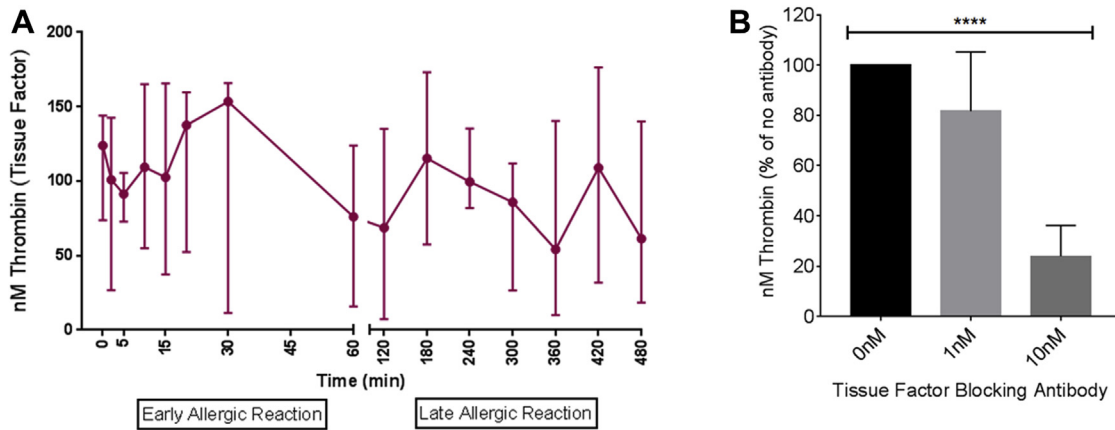 A
nM Thrombin (Tissue Factor)
200
150
100
50
0
0
5
15
30
45
60
120
180
240
300
360
420
480
Time (min)
Early Allergic Reaction
Late Allergic Reaction
B
nM Thrombin (% of no antibody)
120
100
80
60
40
20
0
****
0nM
1nM
10nM
Tissue Factor Blocking Antibody